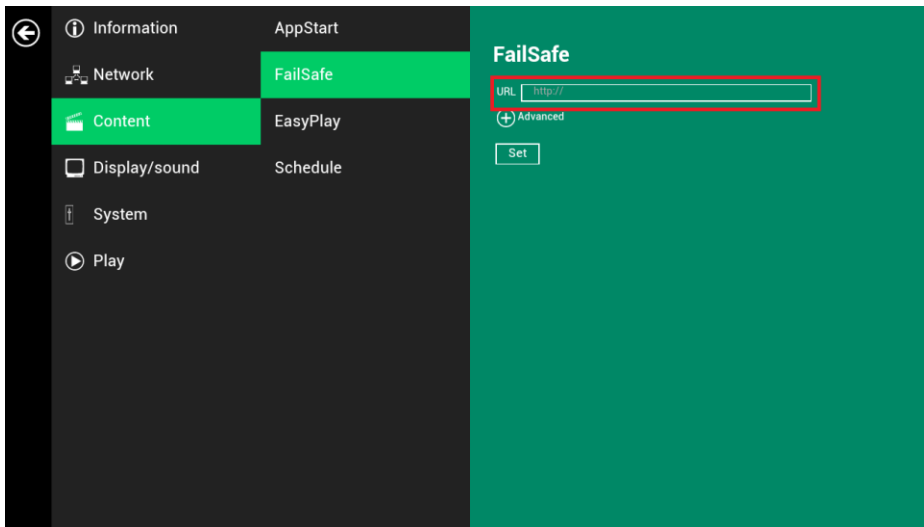 Information
Network
Content
Display/sound
System
Play
AppStart
FailSafe
EasyPlay
Schedule
FailSafe
URL http://
Advanced
Set